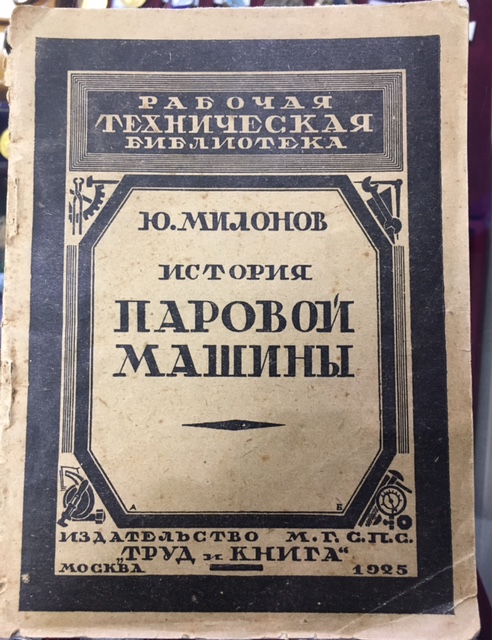 РАБОЧАЯ
ТЕХНИЧЕСКАЯ
БИБЛИОТЕКА
Ю. МИЛОНОВ
ИСТОРИЯ
ПАРОВОЙ
МАШИНЫ
А Б
ИЗДАТЕЛЬСТВО М.Г.С.П.С.
„ТРУД и КНИГА“
МОСКВА 1925